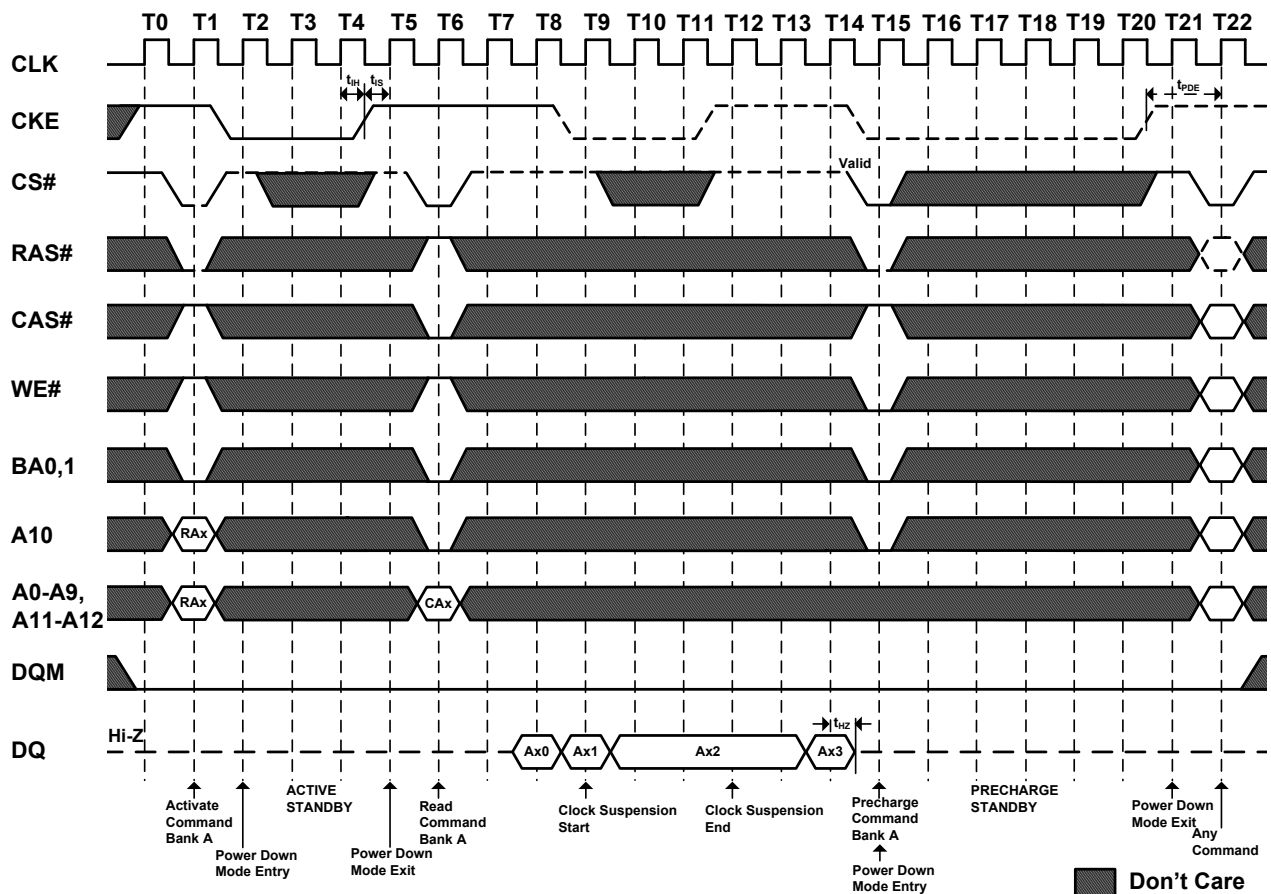 T0 T1 T2 T3 T4 T5 T6 T7 T8 T9 T10 T11 T12 T13 T14 T15 T16 T17 T18 T19 T20 T21 T22
CLK
tIH tIS
tPDE
CKE
Valid
CS#
RAS#
CAS#
WE#
BA0,1
A10
RAx
A0-A9,
A11-A12
RAx
CAx
DQM
Hi-Z
tHZ
DQ
Ax0
Ax1
Ax2
Ax3
Activate
Command
Bank A
Power Down
Mode Entry
ACTIVE
STANDBY
Power Down
Mode Exit
Read
Command
Bank A
Clock Suspension
Start
Clock Suspension
End
Precharge
Command
Bank A
Power Down
Mode Entry
PRECHARGE
STANDBY
Power Down
Mode Exit
Any
Command
Don't Care